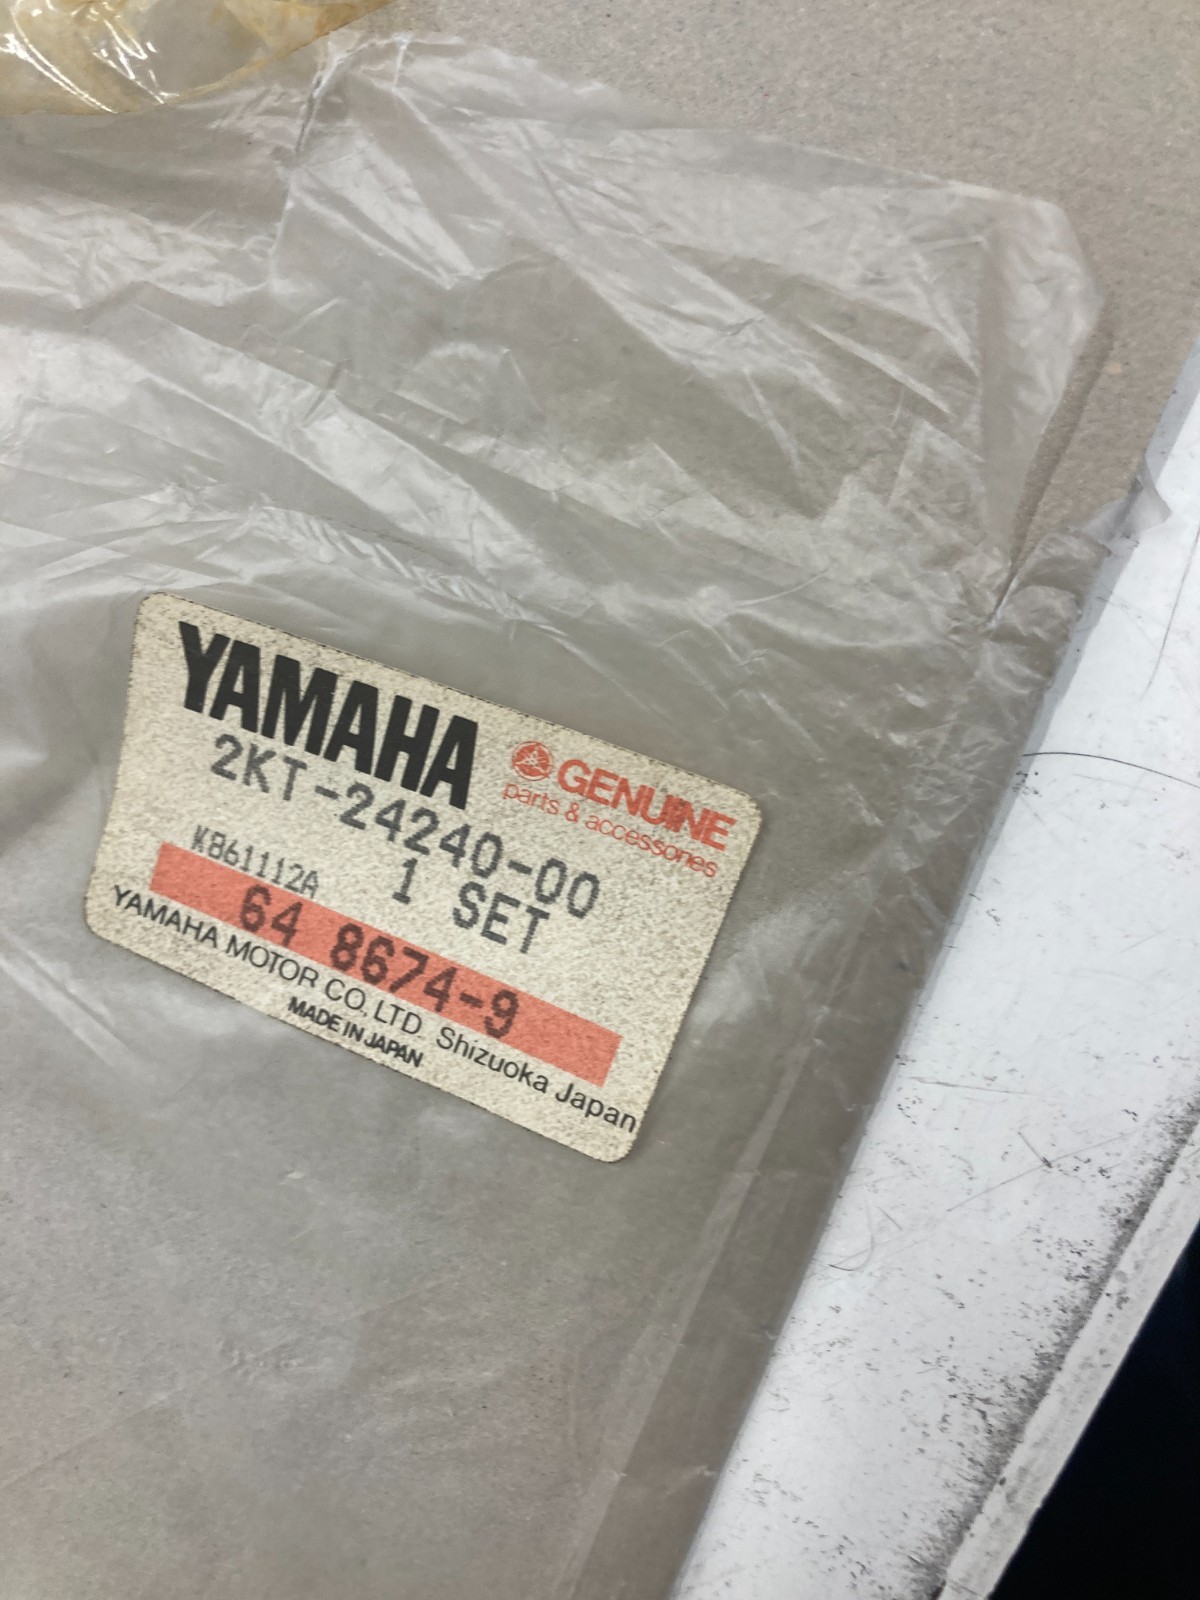 YAMAHA
GENUINE
parts & accessories
2KT-24240-00
K861112A 1 SET
64 8674-9
YAMAHA MOTOR CO., LTD. Shizuoka Japan
MADE IN JAPAN